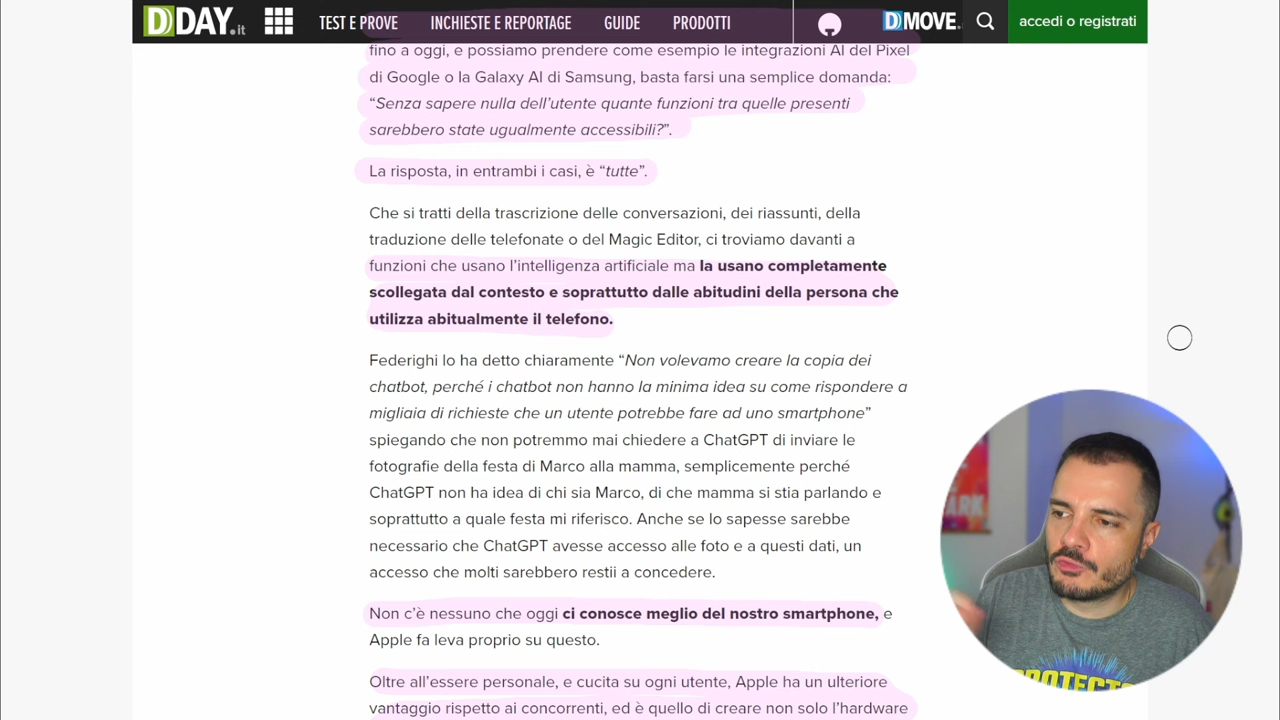 DDAY.it
TEST E PROVE
INCHIESTE E REPORTAGE
GUIDE
PRODOTTI
DMOVE.
accedi o registrati
fino a oggi, e possiamo prendere come esempio le integrazioni AI del Pixel
di Google o la Galaxy AI di Samsung, basta farsi una semplice domanda:
“Senza sapere nulla dell’utente quante funzioni tra quelle presenti
sarebbero state ugualmente accessibili?”.
La risposta, in entrambi i casi, è “tutte”.
Che si tratti della trascrizione delle conversazioni, dei riassunti, della
traduzione delle telefonate o del Magic Editor, ci troviamo davanti a
funzioni che usano l’intelligenza artificiale ma la usano completamente
scollegata dal contesto e soprattutto dalle abitudini della persona che
utilizza abitualmente il telefono.
Federighi lo ha detto chiaramente “Non volevamo creare la copia dei
chatbot, perché i chatbot non hanno la minima idea su come rispondere a
migliaia di richieste che un utente potrebbe fare ad uno smartphone”
spiegando che non potremmo mai chiedere a ChatGPT di inviare le
fotografie della festa di Marco alla mamma, semplicemente perché
ChatGPT non ha idea di chi sia Marco, di che mamma si stia parlando e
soprattutto a quale festa mi riferisco. Anche se lo sapesse sarebbe
necessario che ChatGPT avesse accesso alle foto e a questi dati, un
accesso che molti sarebbero restii a concedere.
Non c’è nessuno che oggi ci conosce meglio del nostro smartphone, e
Apple fa leva proprio su questo.
Oltre all’essere personale, e cucita su ogni utente, Apple ha un ulteriore
vantaggio rispetto ai concorrenti, ed è quello di creare non solo l’hardware